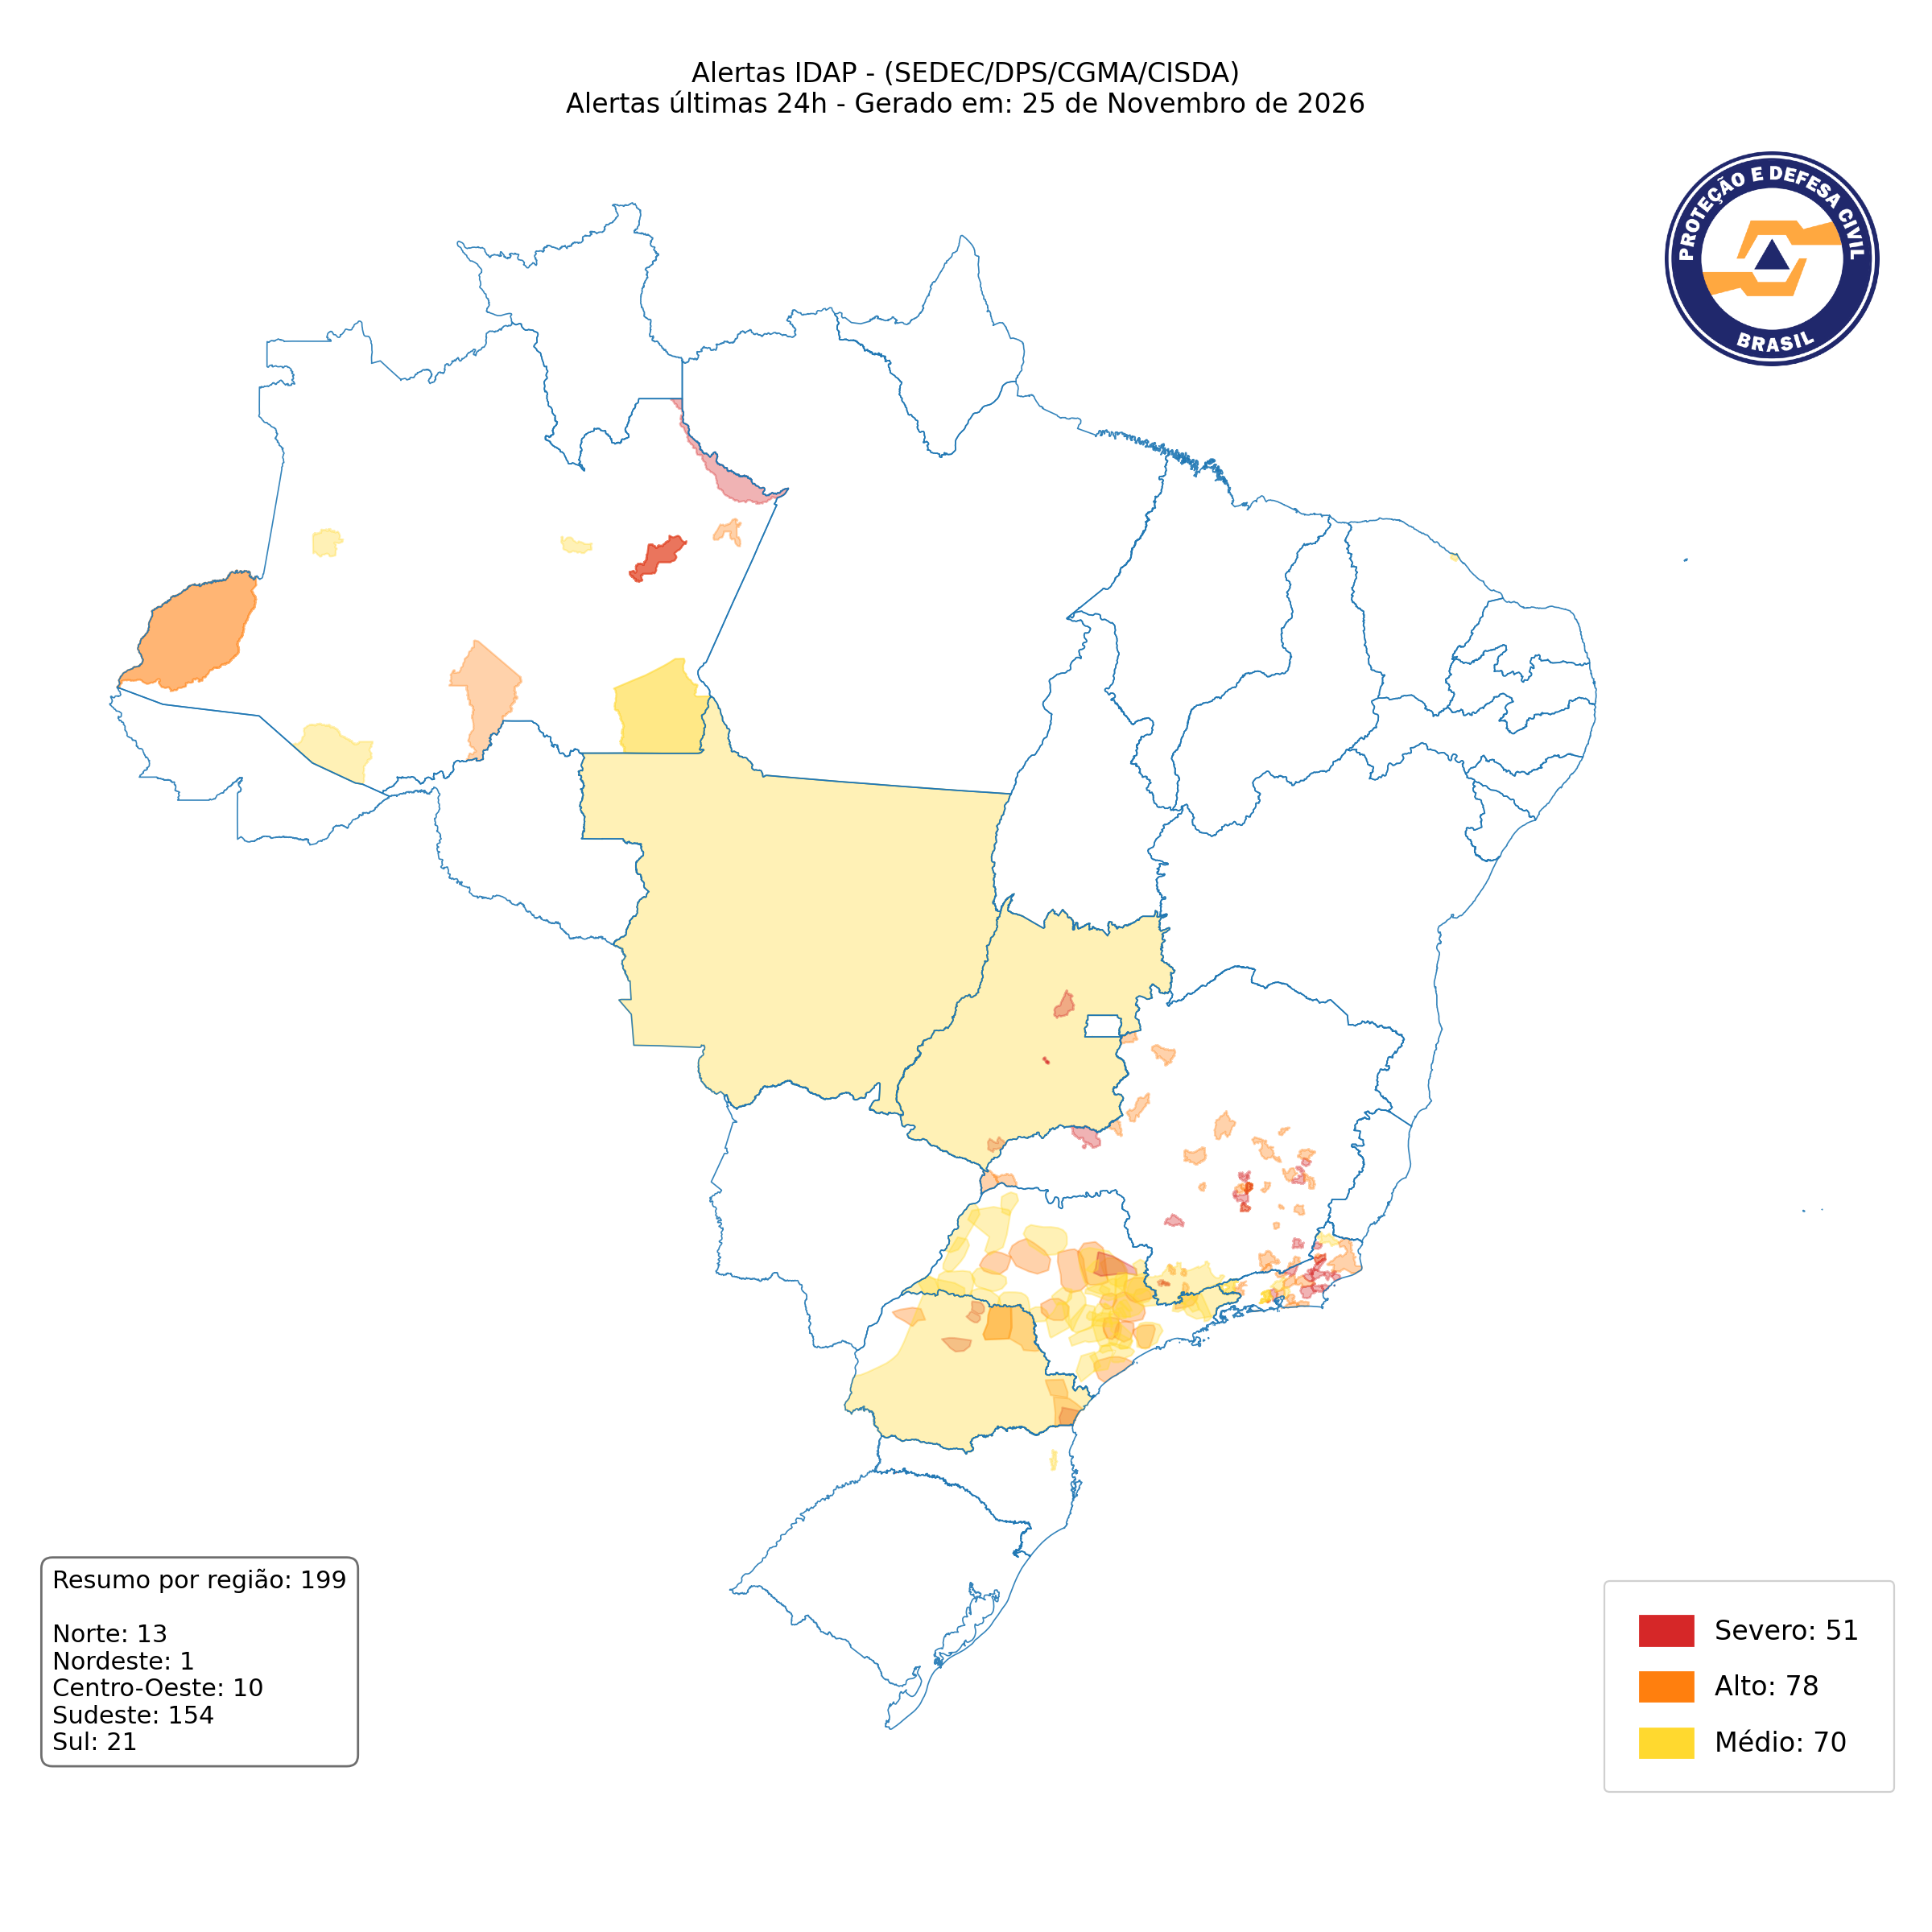 Alertas IDAP - (SEDEC/DPS/CGMA/CISDA)
Alertas últimas 24h - Gerado em: 25 de Novembro de 2026
PROTEÇÃO E DEFESA CIVIL
BRASIL
Resumo por região: 199
Norte: 13
Nordeste: 1
Centro-Oeste: 10
Sudeste: 154
Sul: 21
Severo: 51
Alto: 78
Médio: 70